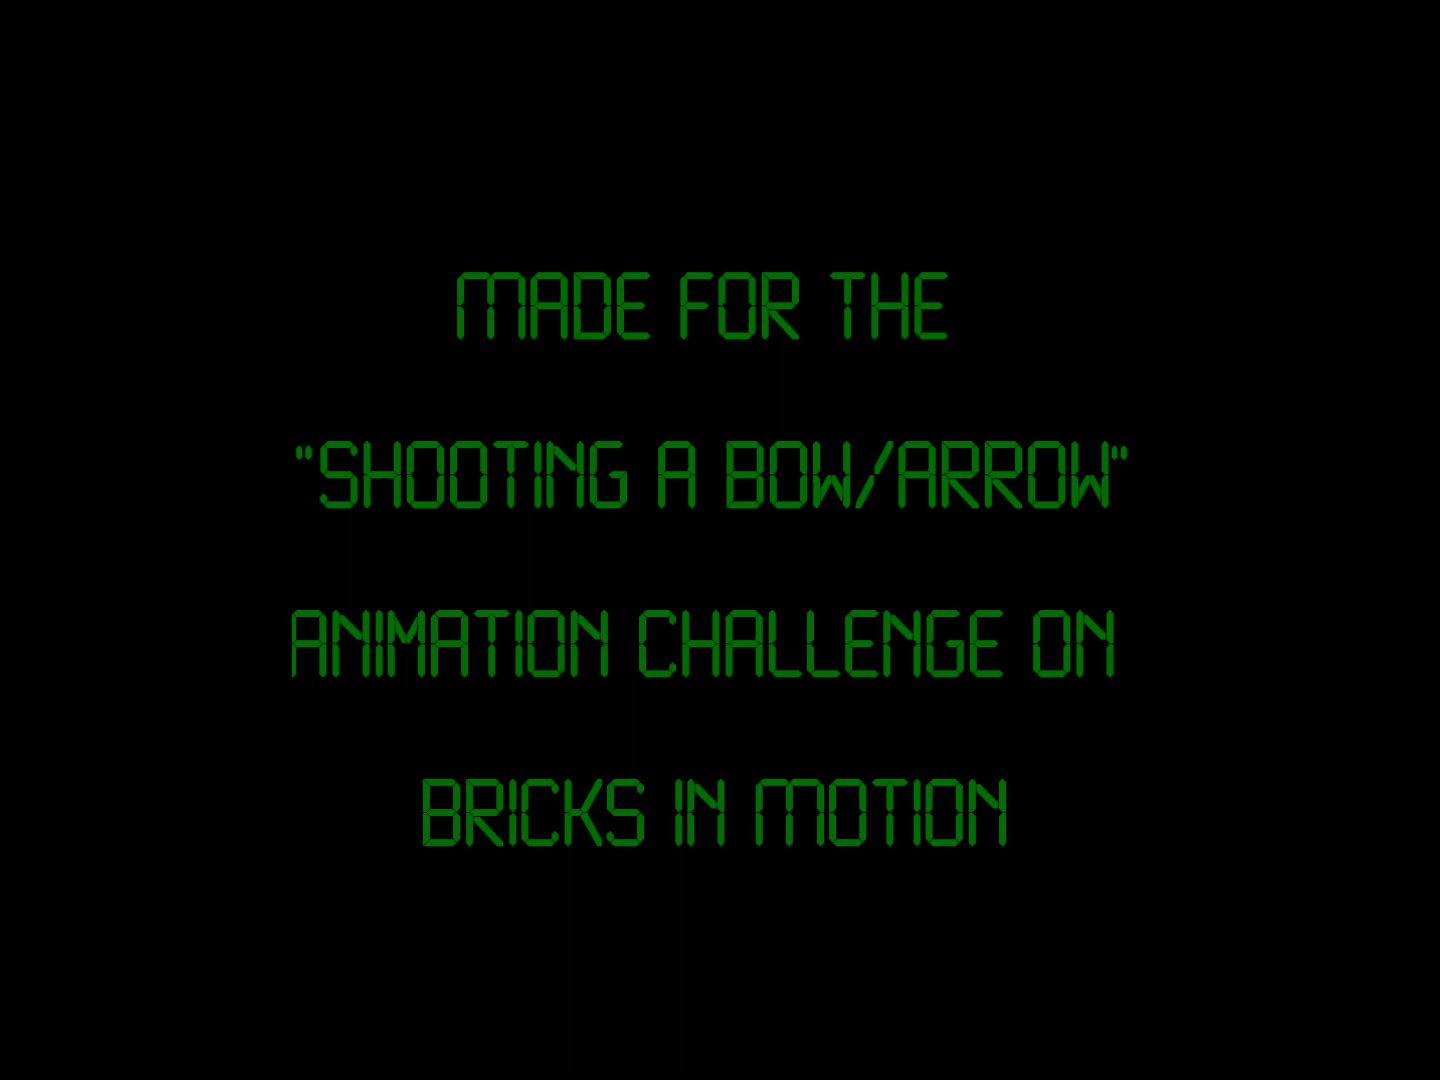 MADE FOR THE
"SHOOTING A BOW/ARROW"
ANIMATION CHALLENGE ON
BRICKS IN MOTION